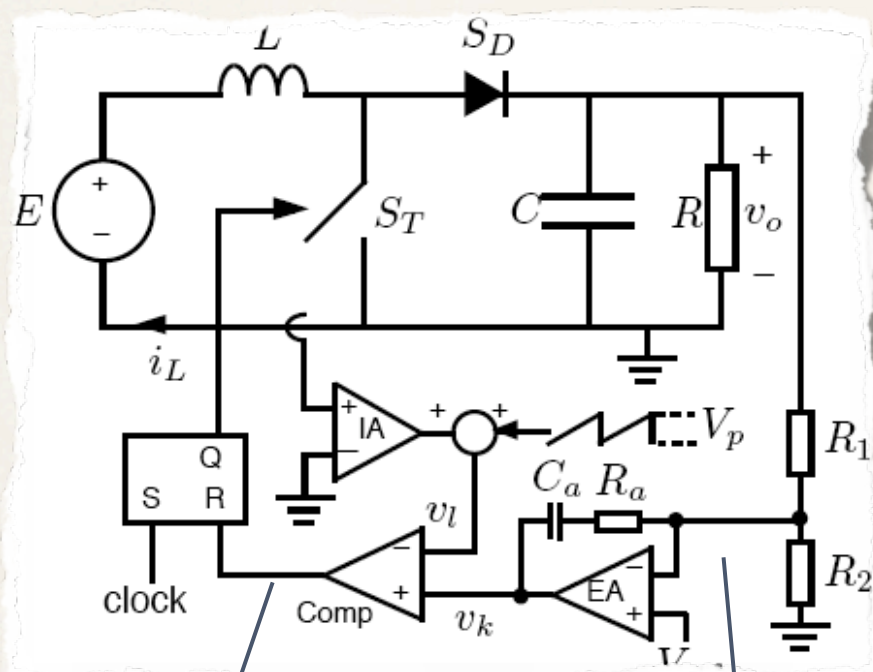 L
S_D
E
+
−
S_T
C
R
+
v_o
−
i_L
+
−
IA
+
+
V_p
R_1
Q
S
R
C_a
R_a
v_l
clock
−
+
Comp
v_k
−
+
EA
R_2